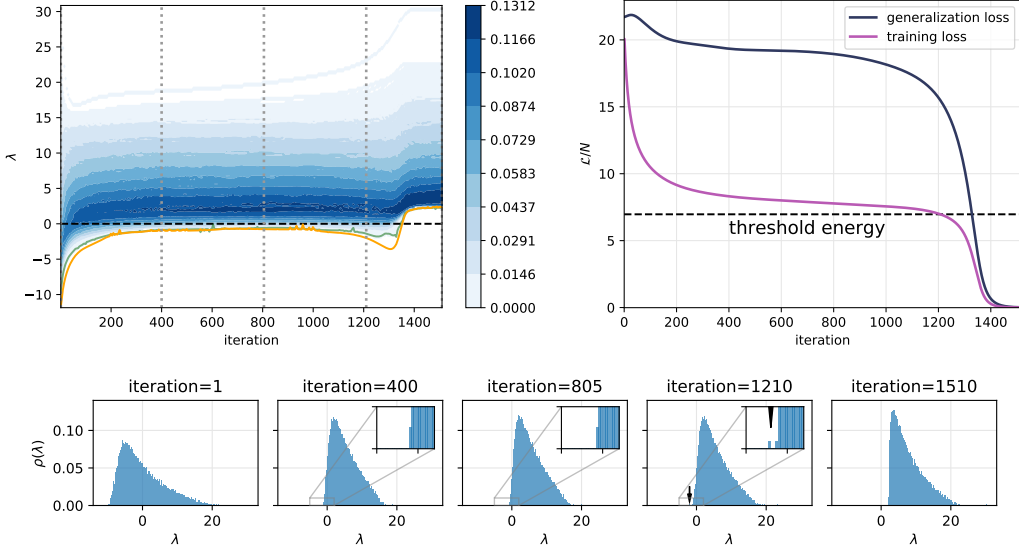 30
25
20
15
10
5
0
−5
−10
λ
200 400 600 800 1000 1200 1400
iteration
0.1312
0.1166
0.1020
0.0874
0.0729
0.0583
0.0437
0.0291
0.0146
0.0000
generalization loss
training loss
20
15
10
5
0
ℒ/N
threshold energy
0 200 400 600 800 1000 1200 1400
iteration
iteration=1
iteration=400
iteration=805
iteration=1210
iteration=1510
ρ(λ)
0.10
0.05
0.00
0 20
0 20
0 20
0 20
0 20
λ
λ
λ
λ
λ